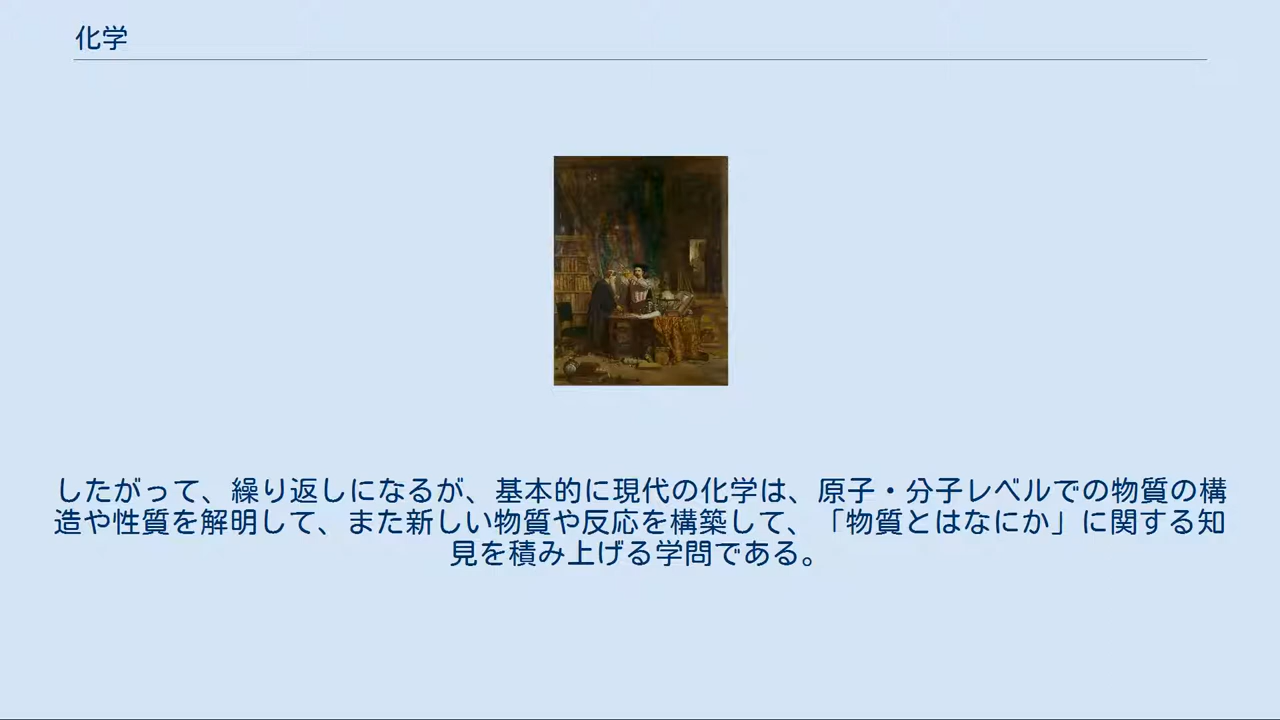 化学
したがって、繰り返しになるが、基本的に現代の化学は、原子・分子レベルでの物質の構
造や性質を解明して、また新しい物質や反応を構築して、「物質とはなにか」に関する知
見を積み上げる学問である。